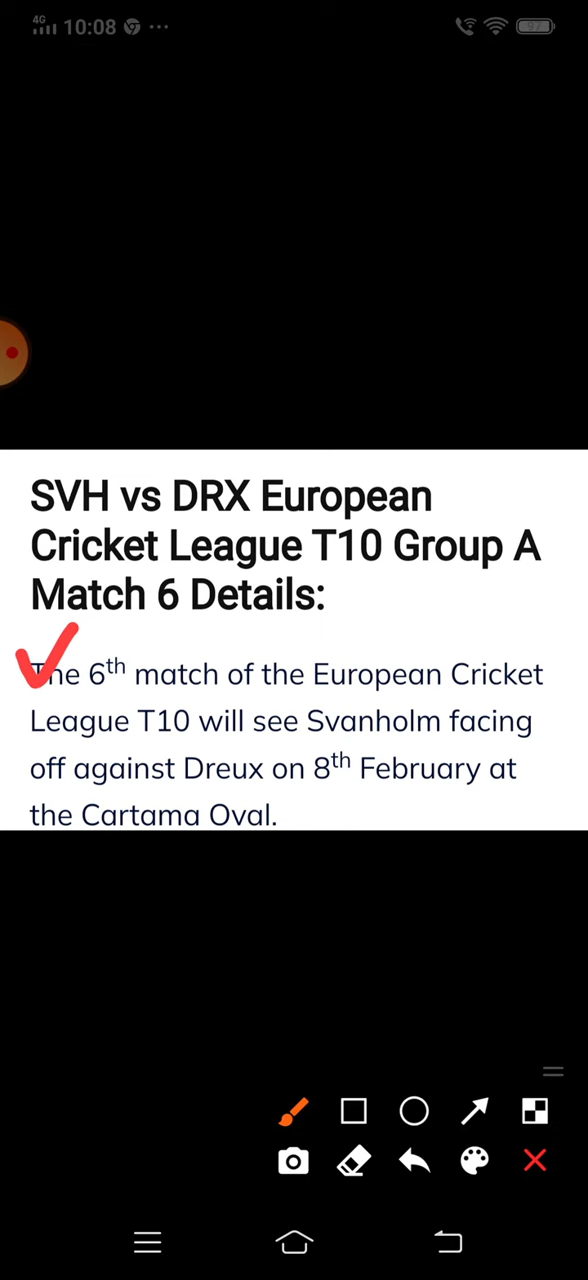 4G 10:08
97
SVH vs DRX European
Cricket League T10 Group A
Match 6 Details:
The 6th match of the European Cricket
League T10 will see Svanholm facing
off against Dreux on 8th February at
the Cartama Oval.